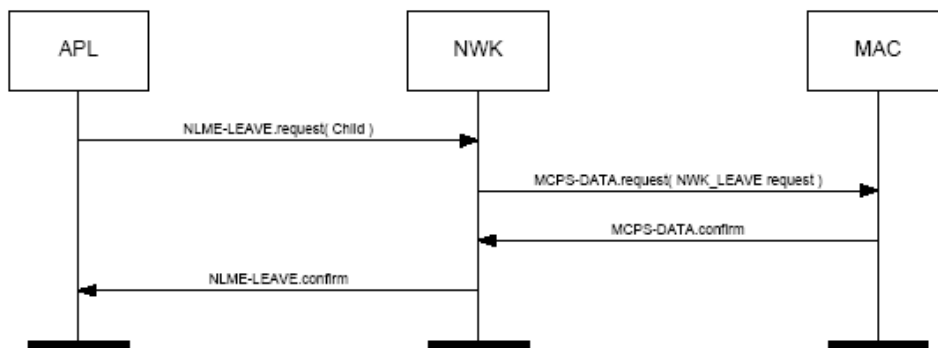 APL NWK MAC
NLME-LEAVE.request( Child )
MCPS-DATA.request( NWK_LEAVE request )
MCPS-DATA.confirm
NLME-LEAVE.confirm